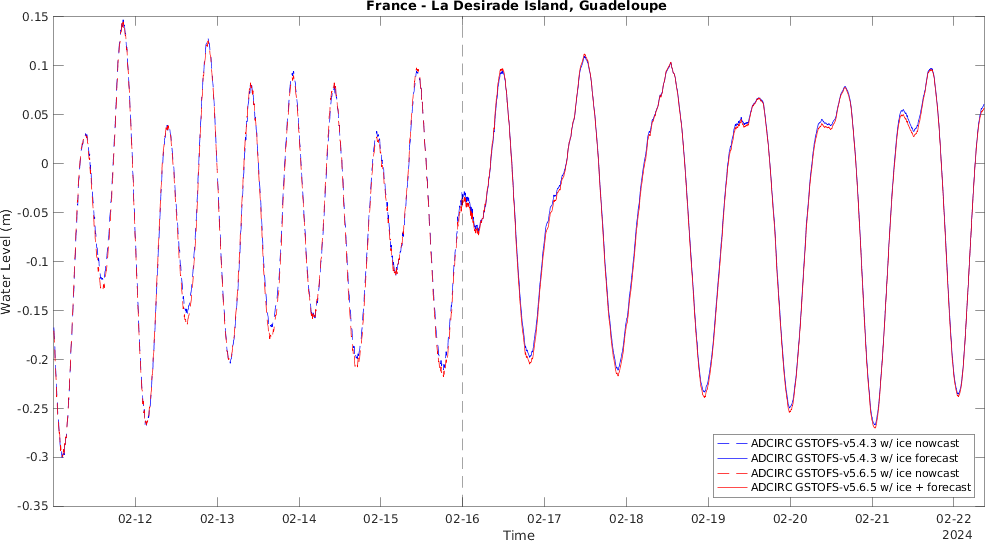 France - La Desirade Island, Guadeloupe
0.15
0.1
0.05
0
-0.05
-0.1
-0.15
-0.2
-0.25
-0.3
-0.35
Water Level (m)
ADCIRC GSTOFS-v5.4.3 w/ ice nowcast
ADCIRC GSTOFS-v5.4.3 w/ ice forecast
ADCIRC GSTOFS-v5.6.5 w/ ice nowcast
ADCIRC GSTOFS-v5.6.5 w/ ice + forecast
02-12 02-13 02-14 02-15 02-16 02-17 02-18 02-19 02-20 02-21 02-22
Time
2024